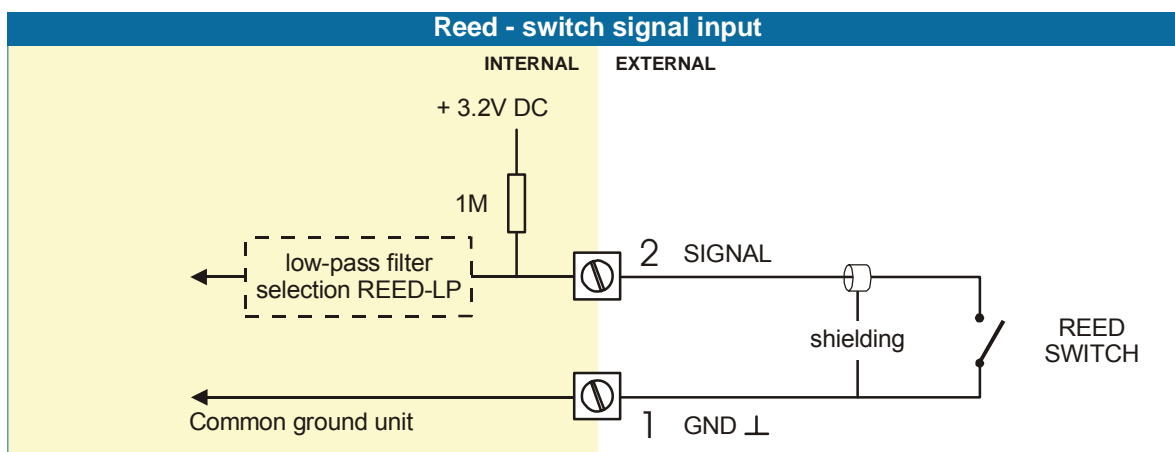 Reed - switch signal input
INTERNAL EXTERNAL
+ 3.2V DC
1M
low-pass filter
selection REED-LP
2 SIGNAL
shielding
REED
SWITCH
Common ground unit
1 GND ⊥